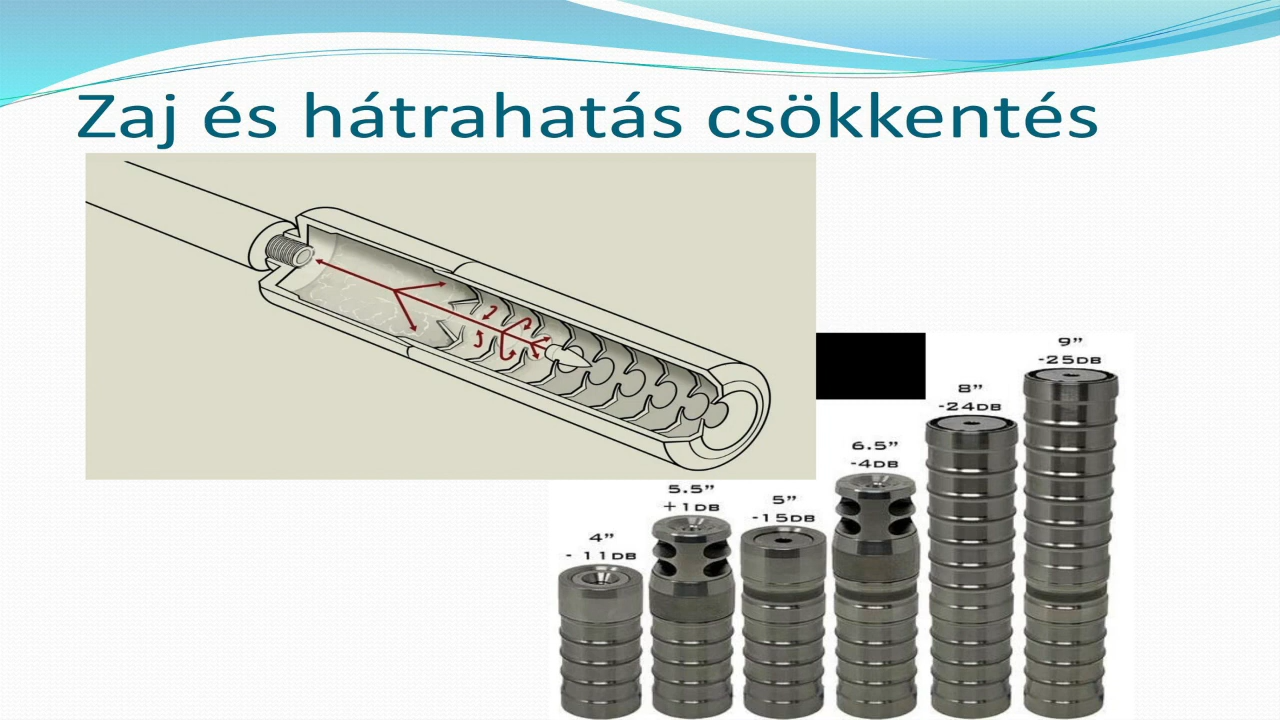 Zaj és hátrahatás csökkentés
9”
-25DB
8”
-24DB
6.5”
-4DB
5.5”
+1DB
5”
-15DB
4”
- 11DB